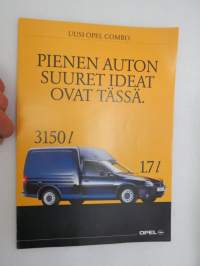 UUSI OPEL COMBO.
PIENEN AUTON
SUURET IDEAT
OVAT TÄSSÄ.
3150 l
1.7 l
OPEL